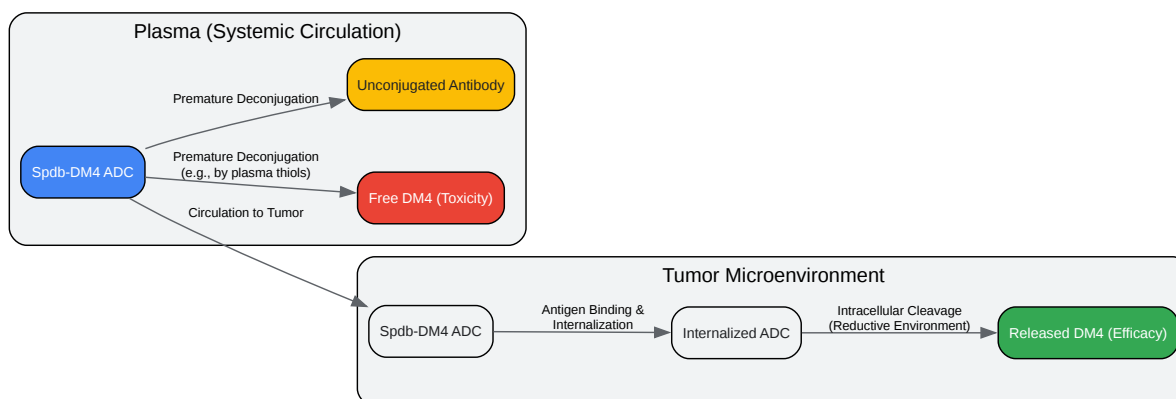 Plasma (Systemic Circulation)
Unconjugated Antibody
Premature Deconjugation
Spdb-DM4 ADC
Premature Deconjugation
(e.g., by plasma thiols)
Free DM4 (Toxicity)
Circulation to Tumor
Tumor Microenvironment
Spdb-DM4 ADC
Antigen Binding &
Internalization
Internalized ADC
Intracellular Cleavage
(Reductive Environment)
Released DM4 (Efficacy)